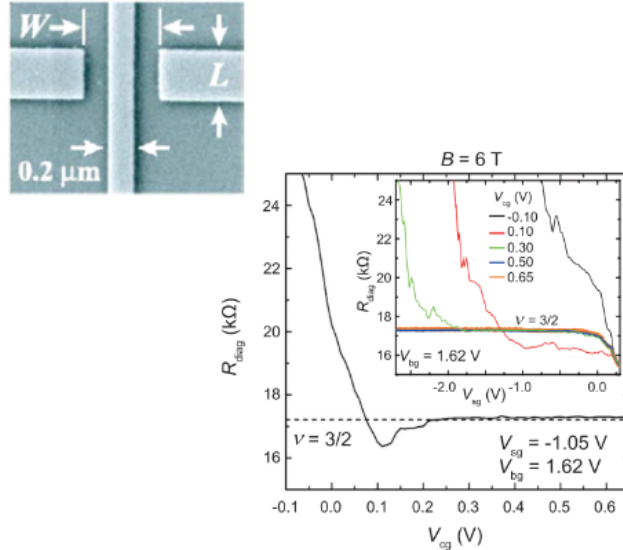 W
L
0.2 μm
B = 6 T
25
24
22
20
18
16
R_diag (kΩ)
-0.1
0.0
0.1
0.2
0.3
0.4
0.5
0.6
V_cg (V)
ν = 3/2
V_sg = -1.05 V
V_bg = 1.62 V
24
22
20
18
16
R_diag (kΩ)
V_cg (V)
-0.10
0.10
0.30
0.50
0.65
ν = 3/2
V_bg = 1.62 V
-2.0
-1.0
0.0
V_sg (V)